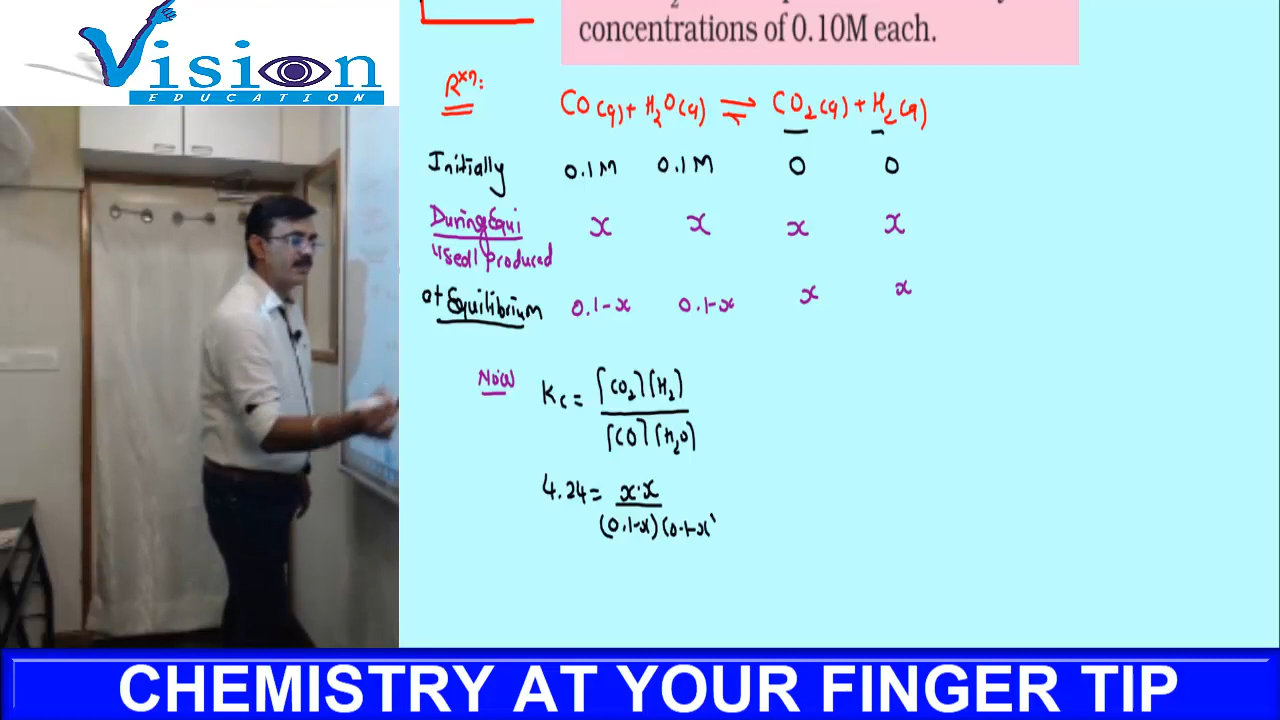 Vision
EDUCATION
concentrations of 0.10M each.
Rxn:
CO(g) + H2O(g) ⇌ CO2(g) + H2(g)
Initially 0.1M 0.1M 0 0
During Equi x x x x
Used/produced
at Equilibrium 0.1-x 0.1-x x x
Now Kc = [CO2][H2]
[CO][H2O]
4.24 = x·x
(0.1-x)(0.1-x)
CHEMISTRY AT YOUR FINGER TIP